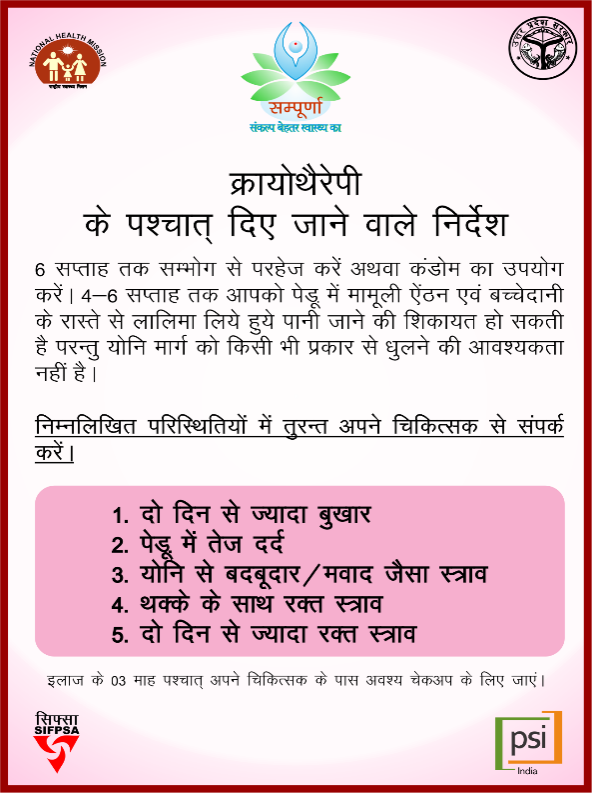 NATIONAL HEALTH MISSION
राष्ट्रीय स्वास्थ्य मिशन
सम्पूर्णा
संकल्प बेहतर स्वास्थ्य का
उत्तर प्रदेश सरकार
क्रायोथैरेपी
के पश्चात् दिए जाने वाले निर्देश
6 सप्ताह तक सम्भोग से परहेज करें अथवा कंडोम का उपयोग
करें। 4–6 सप्ताह तक आपको पेडू में मामूली ऐंठन एवं बच्चेदानी
के रास्ते से लालिमा लिये हुये पानी जाने की शिकायत हो सकती
है परन्तु योनि मार्ग को किसी भी प्रकार से धुलने की आवश्यकता
नहीं है।
निम्नलिखित परिस्थितियों में तुरन्त अपने चिकित्सक से संपर्क
करें।
1. दो दिन से ज्यादा बुखार
2. पेडू में तेज दर्द
3. योनि से बदबूदार/मवाद जैसा स्त्राव
4. थक्के के साथ रक्त स्त्राव
5. दो दिन से ज्यादा रक्त स्त्राव
इलाज के 03 माह पश्चात् अपने चिकित्सक के पास अवश्य चेकअप के लिए जाएं।
सिफ्सा
SIFPSA
psi
India